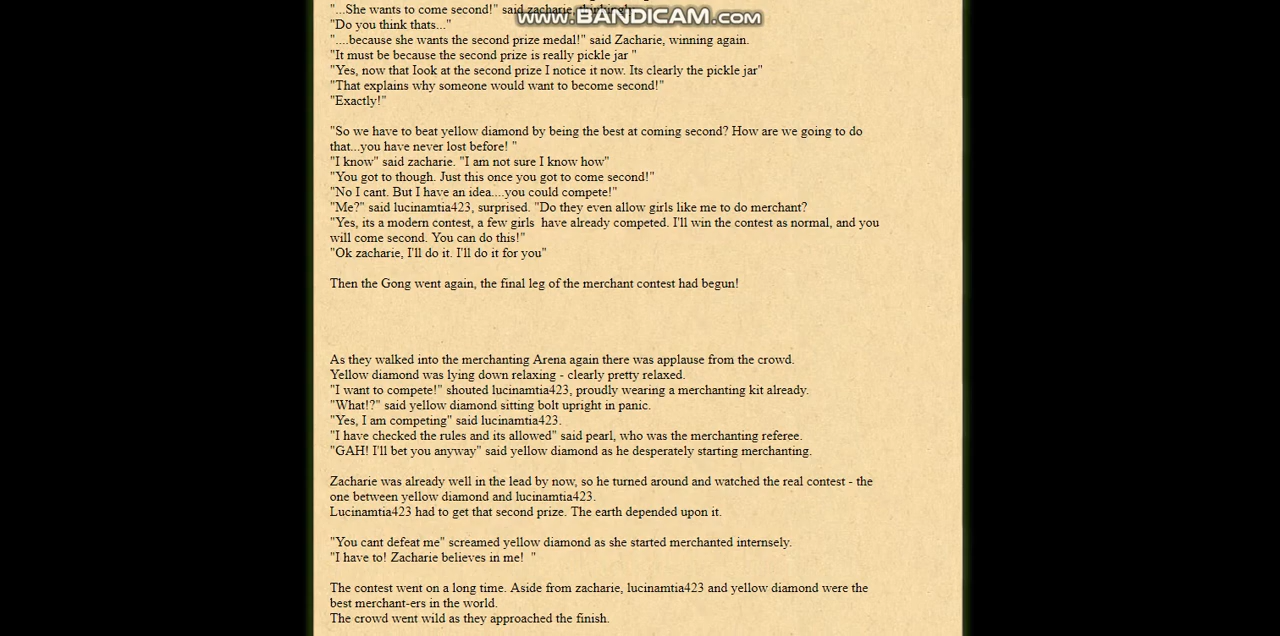 "...She wants to come second!" said zacharie,
www.BANDICAM.com
"Do you think thats..."
"....because she wants the second prize medal!" said Zacharie, winning again.
"It must be because the second prize is really pickle jar "
"Yes, now that Iook at the second prize I notice it now. Its clearly the pickle jar"
"That explains why someone would want to become second!"
"Exactly!"
"So we have to beat yellow diamond by being the best at coming second? How are we going to do
that...you have never lost before! "
"I know" said zacharie. "I am not sure I know how"
"You got to though. Just this once you got to come second!"
"No I cant. But I have an idea....you could compete!"
"Me?" said lucinamtia423, surprised. "Do they even allow girls like me to do merchant?
"Yes, its a modern contest, a few girls  have already competed. I'll win the contest as normal, and you
will come second. You can do this!"
"Ok zacharie, I'll do it. I'll do it for you"
Then the Gong went again, the final leg of the merchant contest had begun!
As they walked into the merchanting Arena again there was applause from the crowd.
Yellow diamond was lying down relaxing - clearly pretty relaxed.
"I want to compete!" shouted lucinamtia423, proudly wearing a merchanting kit already.
"What!?" said yellow diamond sitting bolt upright in panic.
"Yes, I am competing" said lucinamtia423.
"I have checked the rules and its allowed" said pearl, who was the merchanting referee.
"GAH! I'll bet you anyway" said yellow diamond as he desperately starting merchanting.
Zacharie was already well in the lead by now, so he turned around and watched the real contest - the
one between yellow diamond and lucinamtia423.
Lucinamtia423 had to get that second prize. The earth depended upon it.
"You cant defeat me" screamed yellow diamond as she started merchanted internsely.
"I have to! Zacharie believes in me!  "
The contest went on a long time. Aside from zacharie, lucinamtia423 and yellow diamond were the
best merchant-ers in the world.
The crowd went wild as they approached the finish.